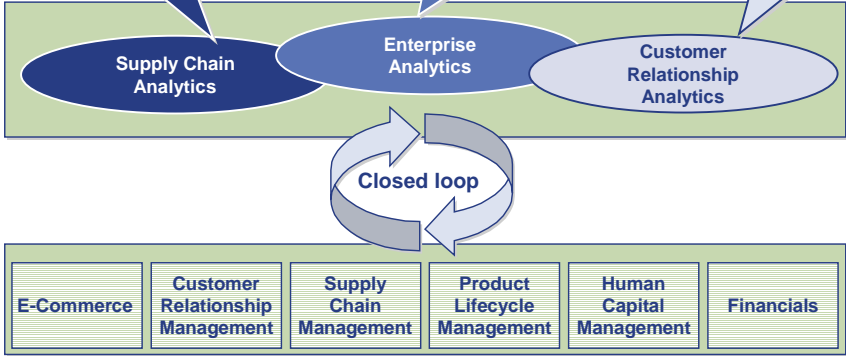 Supply Chain
Analytics
Enterprise
Analytics
Customer
Relationship
Analytics
Closed loop
E-Commerce
Customer
Relationship
Management
Supply
Chain
Management
Product
Lifecycle
Management
Human
Capital
Management
Financials